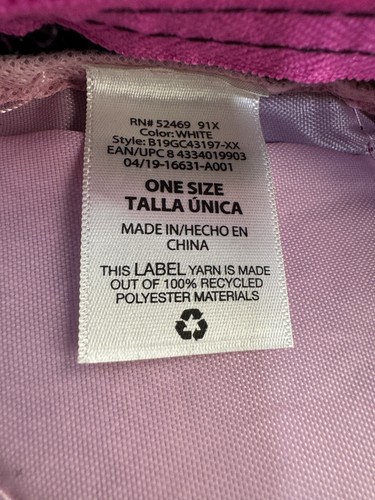 RN# 52469 91X
Color: WHITE
Style: B19GC43197-XX
EAN/UPC 8 4334019903
04/19-16631-A001
ONE SIZE
TALLA ÚNICA
MADE IN/HECHO EN
CHINA
THIS LABEL YARN IS MADE
OUT OF 100% RECYCLED
POLYESTER MATERIALS